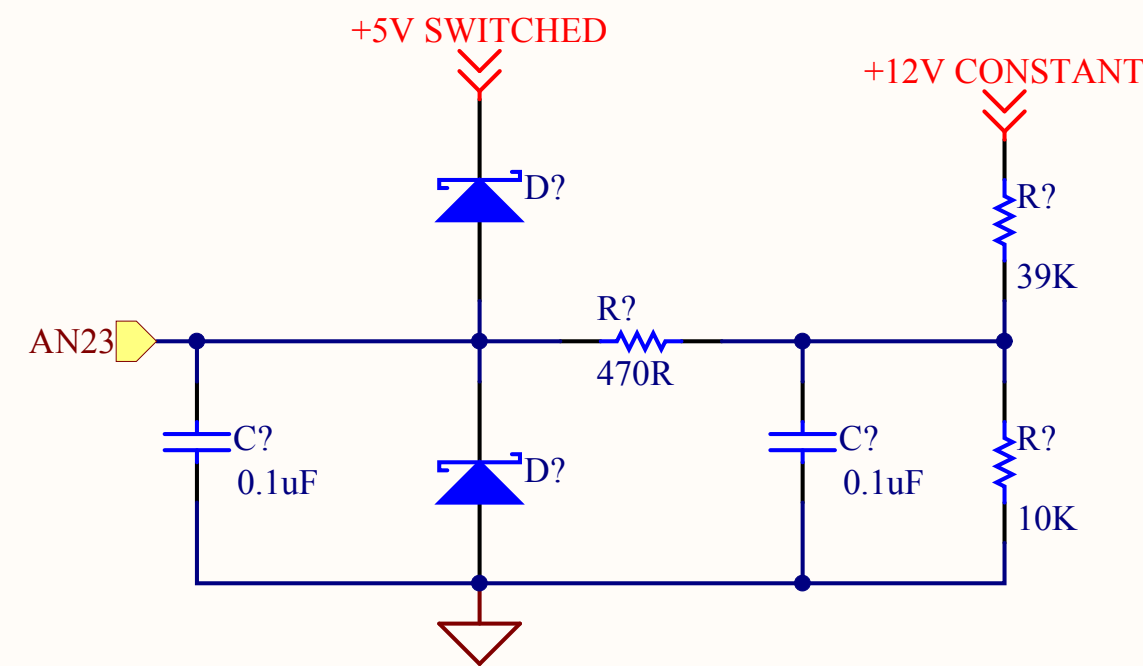 +5V SWITCHED
+12V CONSTANT
D?
R?
39K
R?
AN23
470R
C?
0.1uF
D?
C?
0.1uF
R?
10K